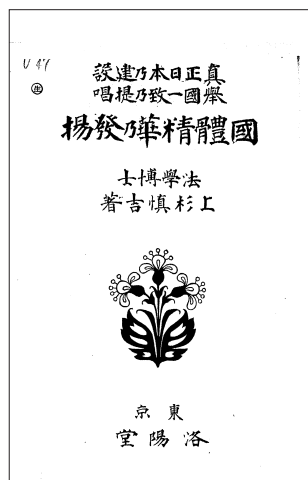 真正日本乃建設
擧國一致乃提唱
國體精華乃發揚
法學博士
上杉愼吉著
東京
洛陽堂